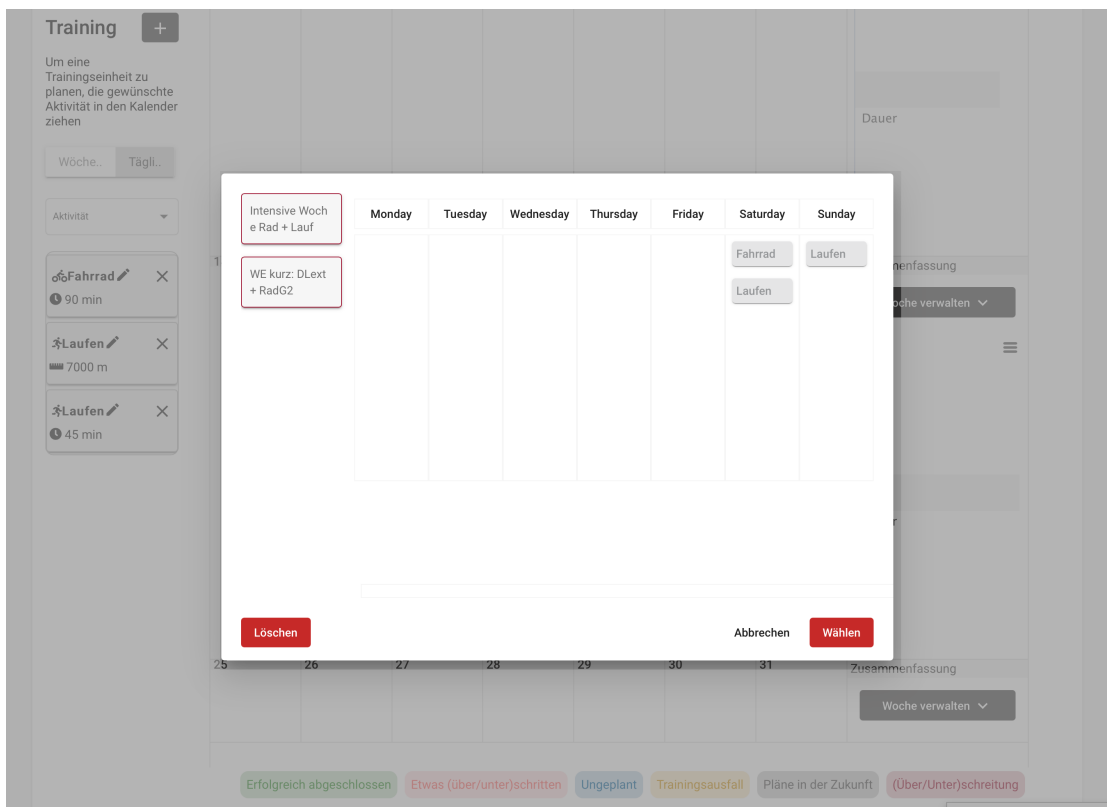 Training
Um eine
Trainingseinheit zu
planen, die gewünschte
Aktivität in den Kalender
ziehen
Wöche..
Tägli..
Aktivität
Fahrrad
90 min
Laufen
7000 m
Laufen
45 min
Dauer
1
Intensive Woch
e Rad + Lauf
WE kurz: DLext
+ RadG2
Monday Tuesday Wednesday Thursday Friday Saturday Sunday
Fahrrad
Laufen
Laufen
Löschen
Abbrechen
Wählen
menfassung
oche verwalten
r
25 26 27 28 29 30 31
Zusammenfassung
Woche verwalten
Erfolgreich abgeschlossen
Etwas (über/unter)schritten
Ungeplant
Trainingsausfall
Pläne in der Zukunft
(Über/Unter)schreitung